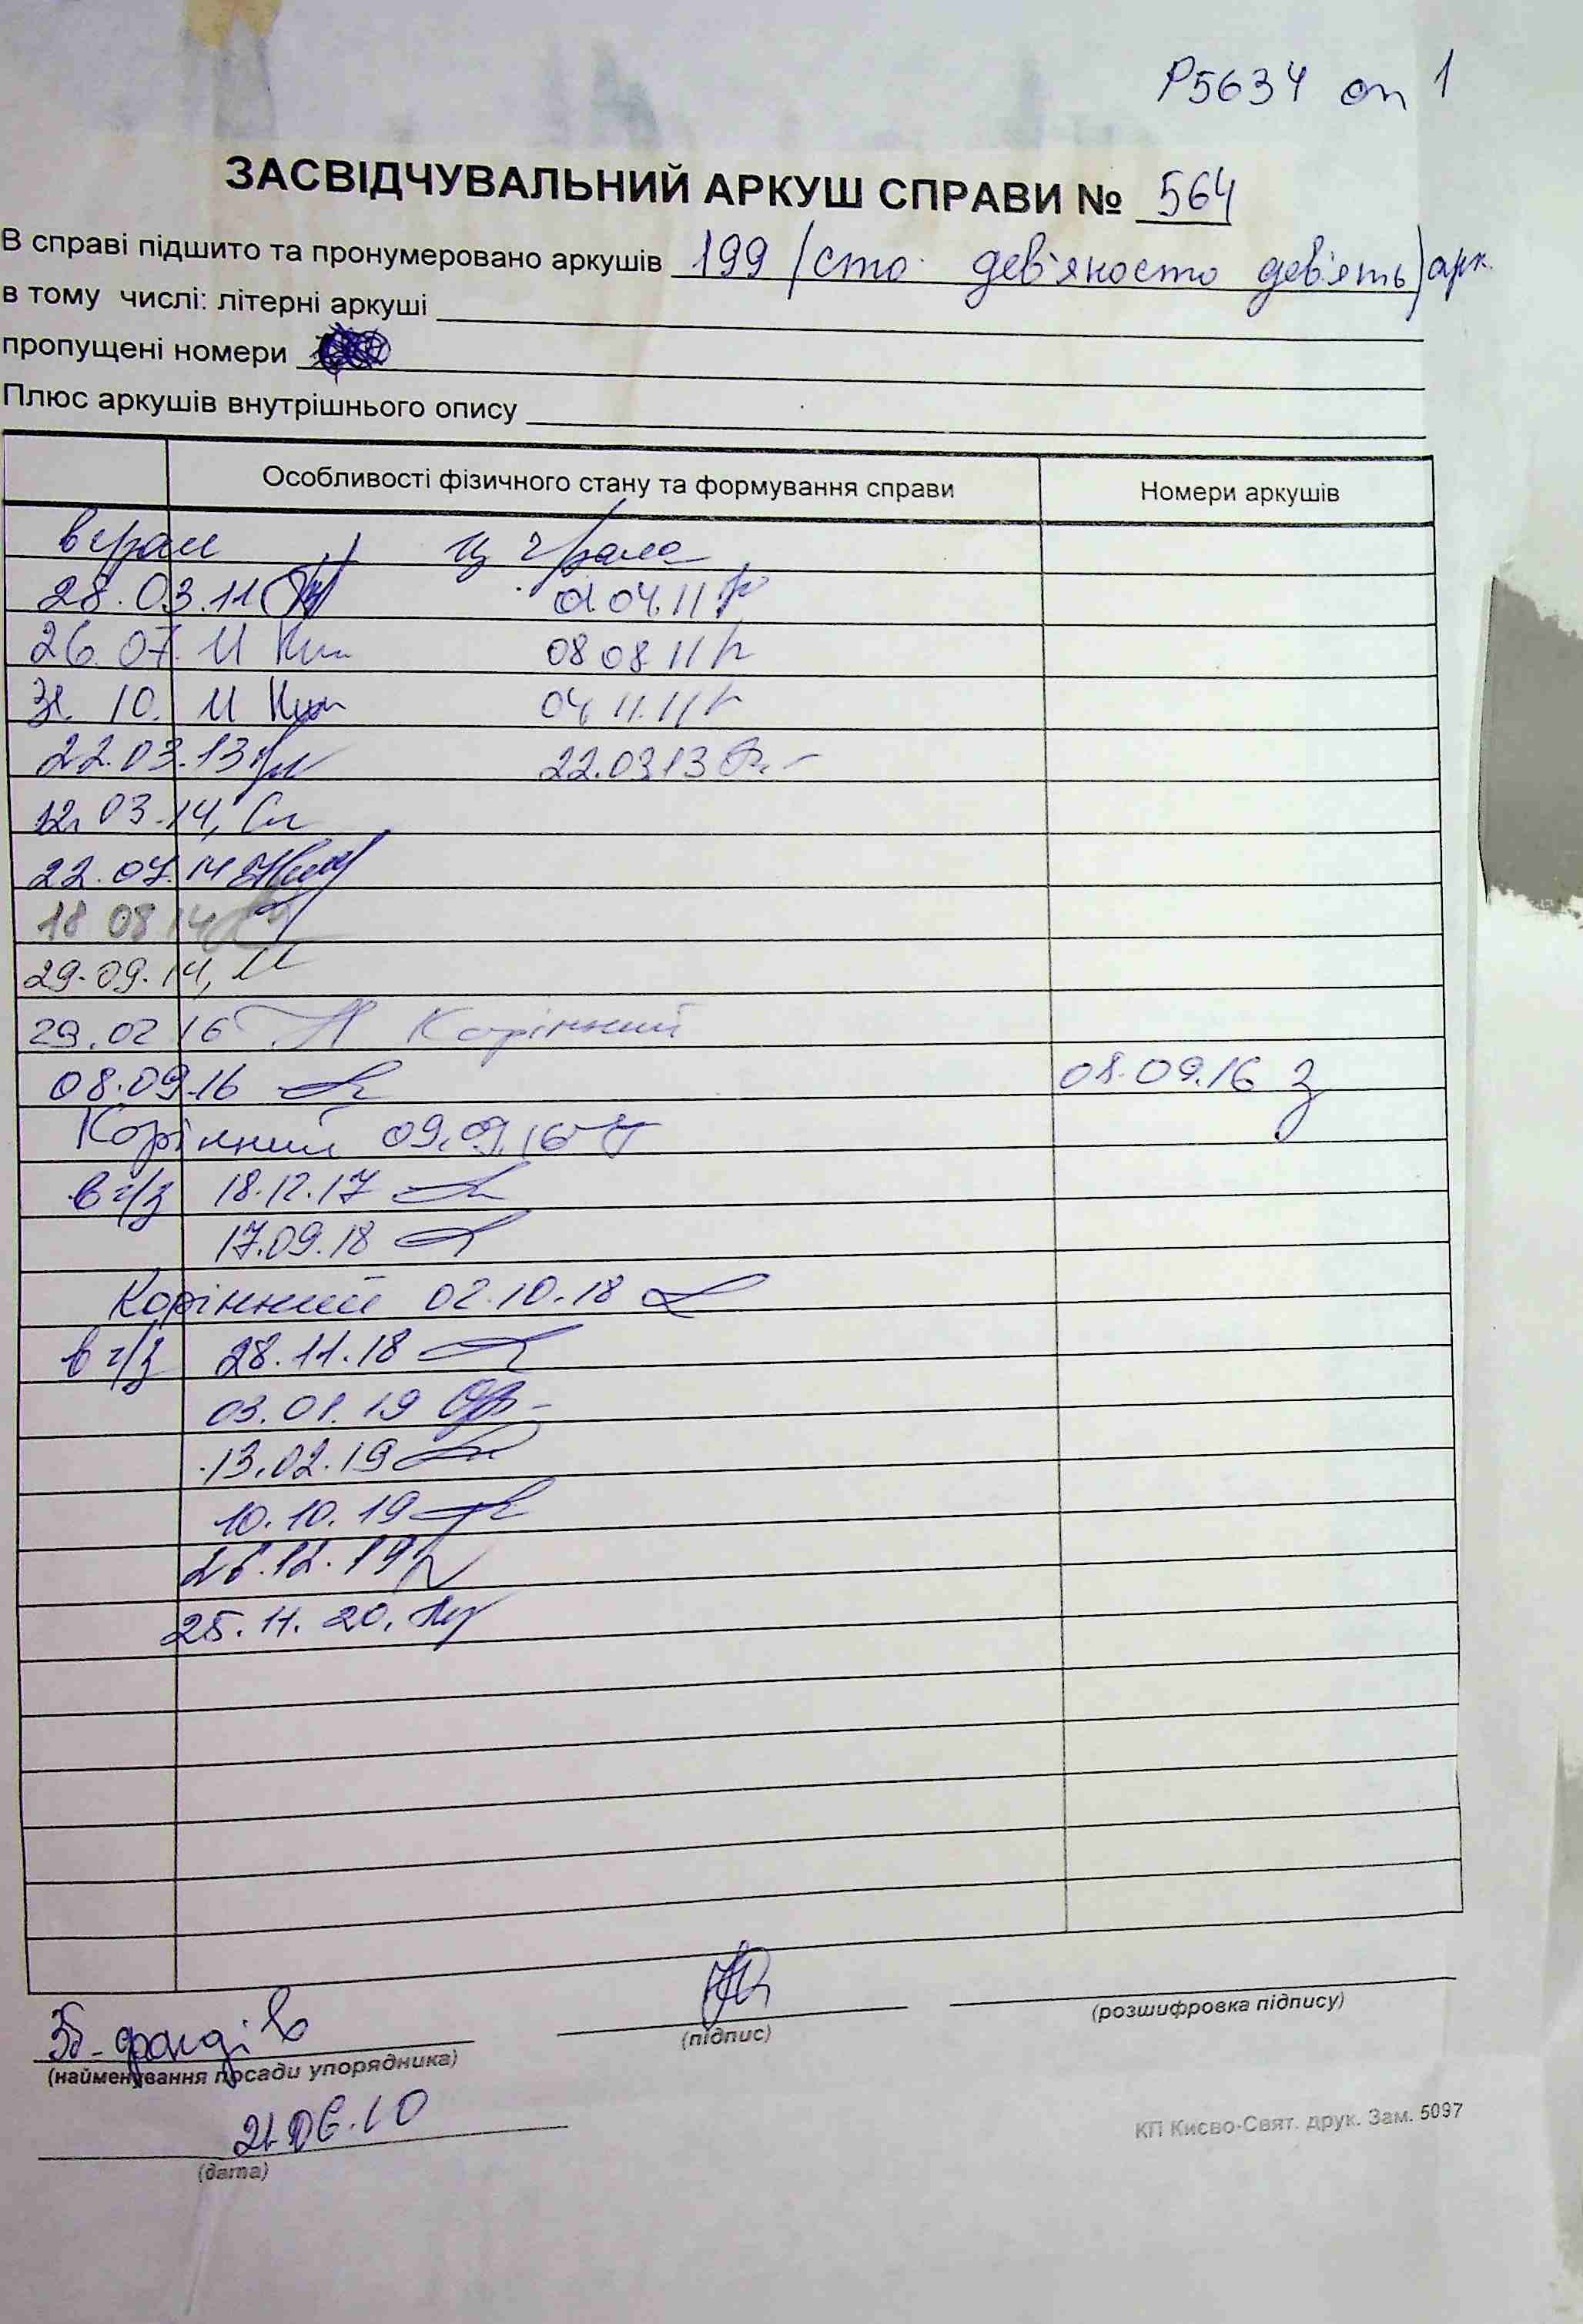 Р5634 оп 1
ЗАСВІДЧУВАЛЬНИЙ АРКУШ СПРАВИ № 564
В справі підшито та пронумеровано аркушів 199 /сто дев'яносто дев'ять) арк.
в тому числі: літерні аркуші
пропущені номери
Плюс аркушів внутрішнього опису
Особливості фізичного стану та формування справи Номери аркушів
28.03.11 01.04.11
26.07.11 08 08 11
31.10.11 04.11.11
22.03.13 22.03.13
12.03.14,
22.07.14
18 08 14
29.09.14,
29.02.16 Корінний
08.09.16 08.09.16 З
Корінний 09.09.16
в ч/з 18.12.17
17.09.18
Корінний 02.10.18
в ч/з 28.11.18
03.01.19
13.02.19
10.10.19
.12.19
25.11.20.
Зб-фондів
(найменування посади упорядника) (підпис) (розшифровка підпису)
21.06.10
(дата)
КП Києво-Свят. друк. Зам. 5097